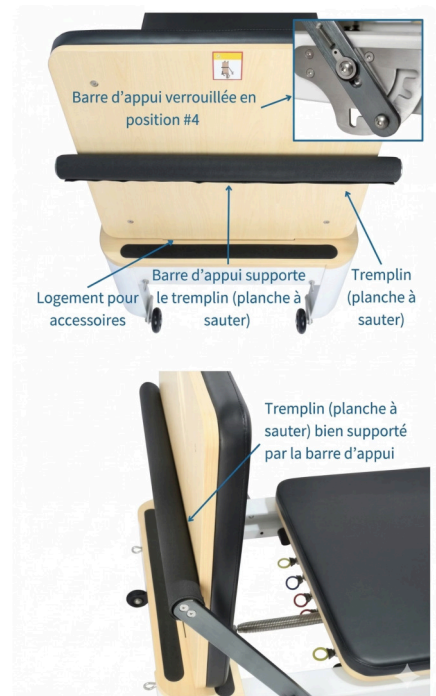 Barre d'appui verrouillée en
position #4
Logement pour
accessoires
Barre d'appui supporte
le tremplin (planche à
sauter)
Tremplin
(planche à
sauter)
Tremplin (planche à
sauter) bien supporté
par la barre d'appui